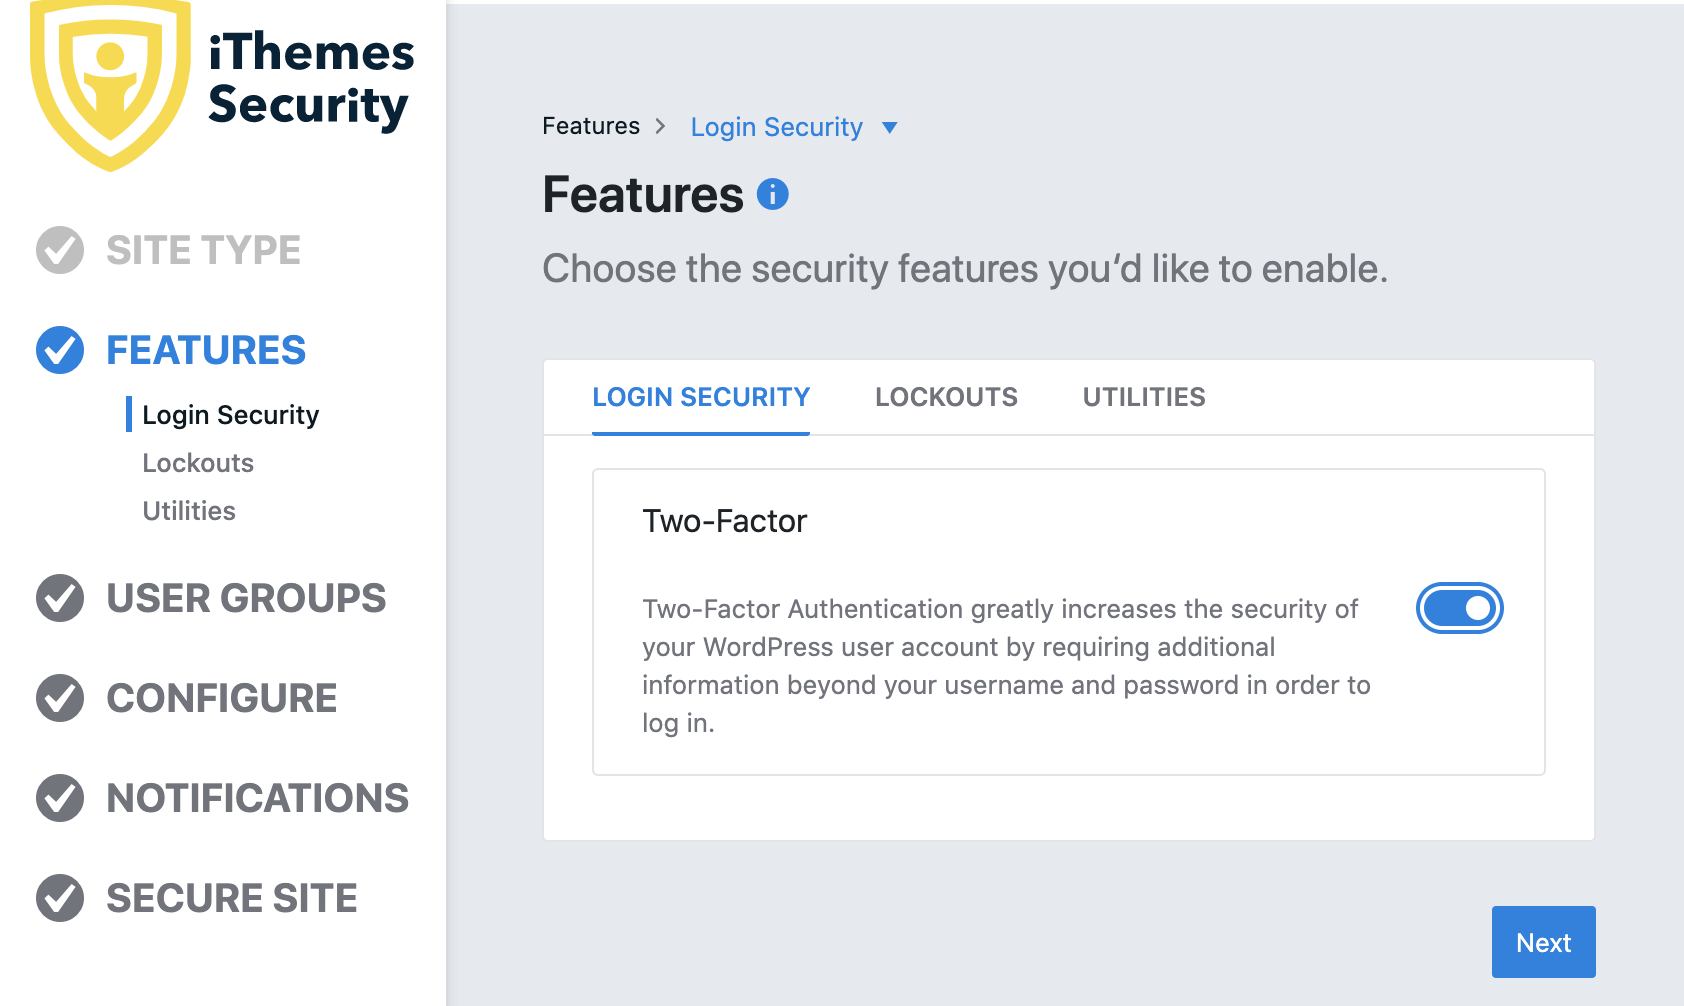 iThemes
Security
SITE TYPE
FEATURES
Login Security
Lockouts
Utilities
USER GROUPS
CONFIGURE
NOTIFICATIONS
SECURE SITE
Features > Login Security ▼
Features i
Choose the security features you‘d like to enable.
LOGIN SECURITY LOCKOUTS UTILITIES
Two-Factor
Two-Factor Authentication greatly increases the security of
your WordPress user account by requiring additional
information beyond your username and password in order to
log in.
Next